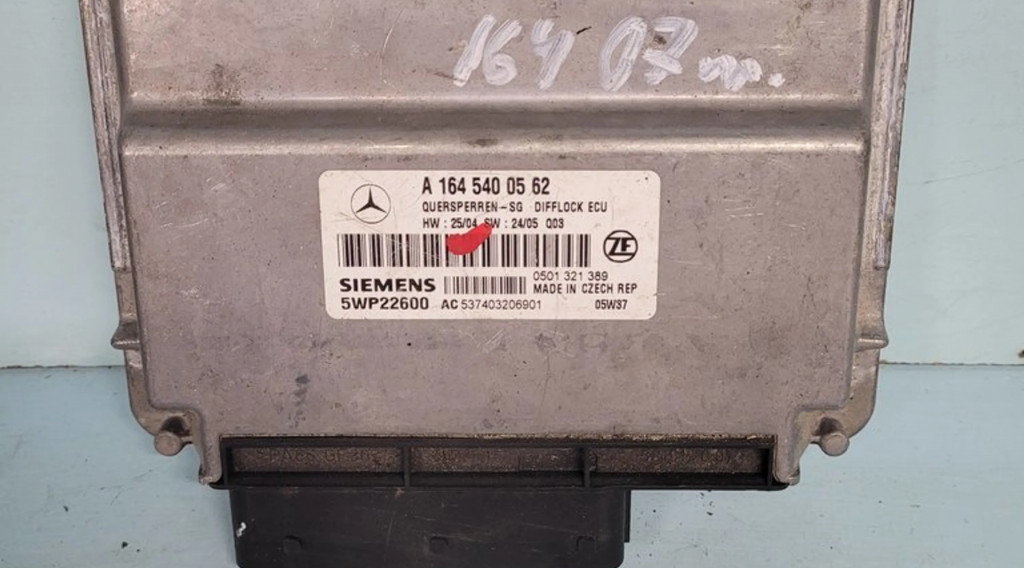 164 07
A 164 540 05 62
QUERSPERREN-SG DIFFLOCK ECU
HW : 25/04 SW : 24/05 Q03
ZF
SIEMENS
0501 321 389
MADE IN CZECH REP
5WP22600 AC 537403206901 05W37